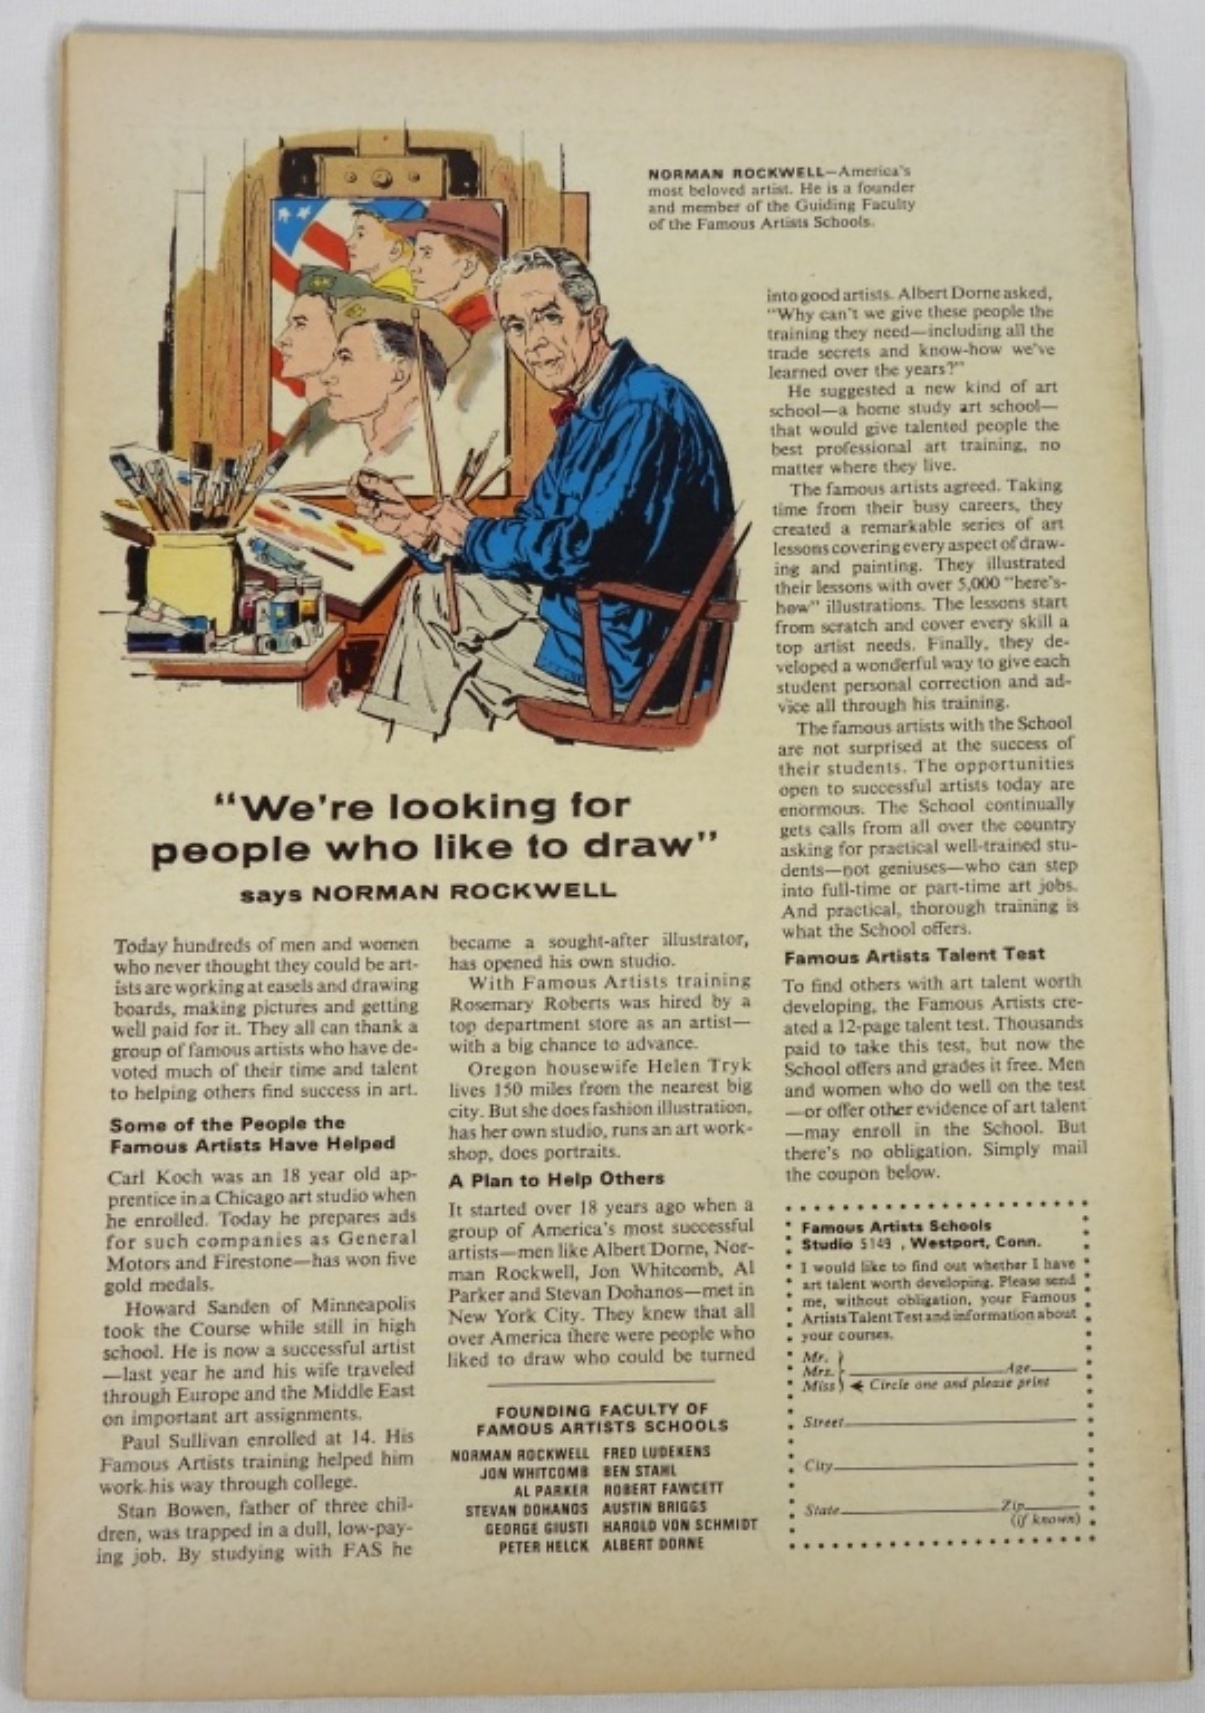 NORMAN ROCKWELL—America's
most beloved artist. He is a founder
and member of the Guiding Faculty
of the Famous Artists Schools.
"We're looking for
people who like to draw"
says NORMAN ROCKWELL
Today hundreds of men and women
who never thought they could be art-
ists are working at easels and drawing
boards, making pictures and getting
well paid for it. They all can thank a
group of famous artists who have de-
voted much of their time and talent
to helping others find success in art.
Some of the People the
Famous Artists Have Helped
Carl Koch was an 18 year old ap-
prentice in a Chicago art studio when
he enrolled. Today he prepares ads
for such companies as General
Motors and Firestone—has won five
gold medals.
Howard Sanden of Minneapolis
took the Course while still in high
school. He is now a successful artist
—last year he and his wife traveled
through Europe and the Middle East
on important art assignments.
Paul Sullivan enrolled at 14. His
Famous Artists training helped him
work his way through college.
Stan Bowen, father of three chil-
dren, was trapped in a dull, low-pay-
ing job. By studying with FAS he
became a sought-after illustrator,
has opened his own studio.
With Famous Artists training
Rosemary Roberts was hired by a
top department store as an artist—
with a big chance to advance.
Oregon housewife Helen Tryk
lives 150 miles from the nearest big
city. But she does fashion illustration,
has her own studio, runs an art work-
shop, does portraits.
A Plan to Help Others
It started over 18 years ago when a
group of America's most successful
artists—men like Albert Dorne, Nor-
man Rockwell, Jon Whitcomb, Al
Parker and Stevan Dohanos—met in
New York City. They knew that all
over America there were people who
liked to draw who could be turned
FOUNDING FACULTY OF
FAMOUS ARTISTS SCHOOLS
NORMAN ROCKWELL FRED LUDEKENS
JON WHITCOMB BEN STAHL
AL PARKER ROBERT FAWCETT
STEVAN DOHANOS AUSTIN BRIGGS
GEORGE GIUSTI HAROLD VON SCHMIDT
PETER HELCK ALBERT DORNE
into good artists. Albert Dorne asked,
"Why can't we give these people the
training they need—including all the
trade secrets and know-how we've
learned over the years?"
He suggested a new kind of art
school—a home study art school—
that would give talented people the
best professional art training, no
matter where they live.
The famous artists agreed. Taking
time from their busy careers, they
created a remarkable series of art
lessons covering every aspect of draw-
ing and painting. They illustrated
their lessons with over 5,000 "here's-
how" illustrations. The lessons start
from scratch and cover every skill a
top artist needs. Finally, they de-
veloped a wonderful way to give each
student personal correction and ad-
vice all through his training.
The famous artists with the School
are not surprised at the success of
their students. The opportunities
open to successful artists today are
enormous. The School continually
gets calls from all over the country
asking for practical well-trained stu-
dents—not geniuses—who can step
into full-time or part-time art jobs.
And practical, thorough training is
what the School offers.
Famous Artists Talent Test
To find others with art talent worth
developing, the Famous Artists cre-
ated a 12-page talent test. Thousands
paid to take this test, but now the
School offers and grades it free. Men
and women who do well on the test
—or offer other evidence of art talent
—may enroll in the School. But
there's no obligation. Simply mail
the coupon below.
Famous Artists Schools
Studio 5149 , Westport, Conn.
I would like to find out whether I have
art talent worth developing. Please send
me, without obligation, your Famous
Artists Talent Test and information about
your courses.
Mr.
Mrs. Age
Miss Circle one and please print
Street
City
State Zip
(if known)